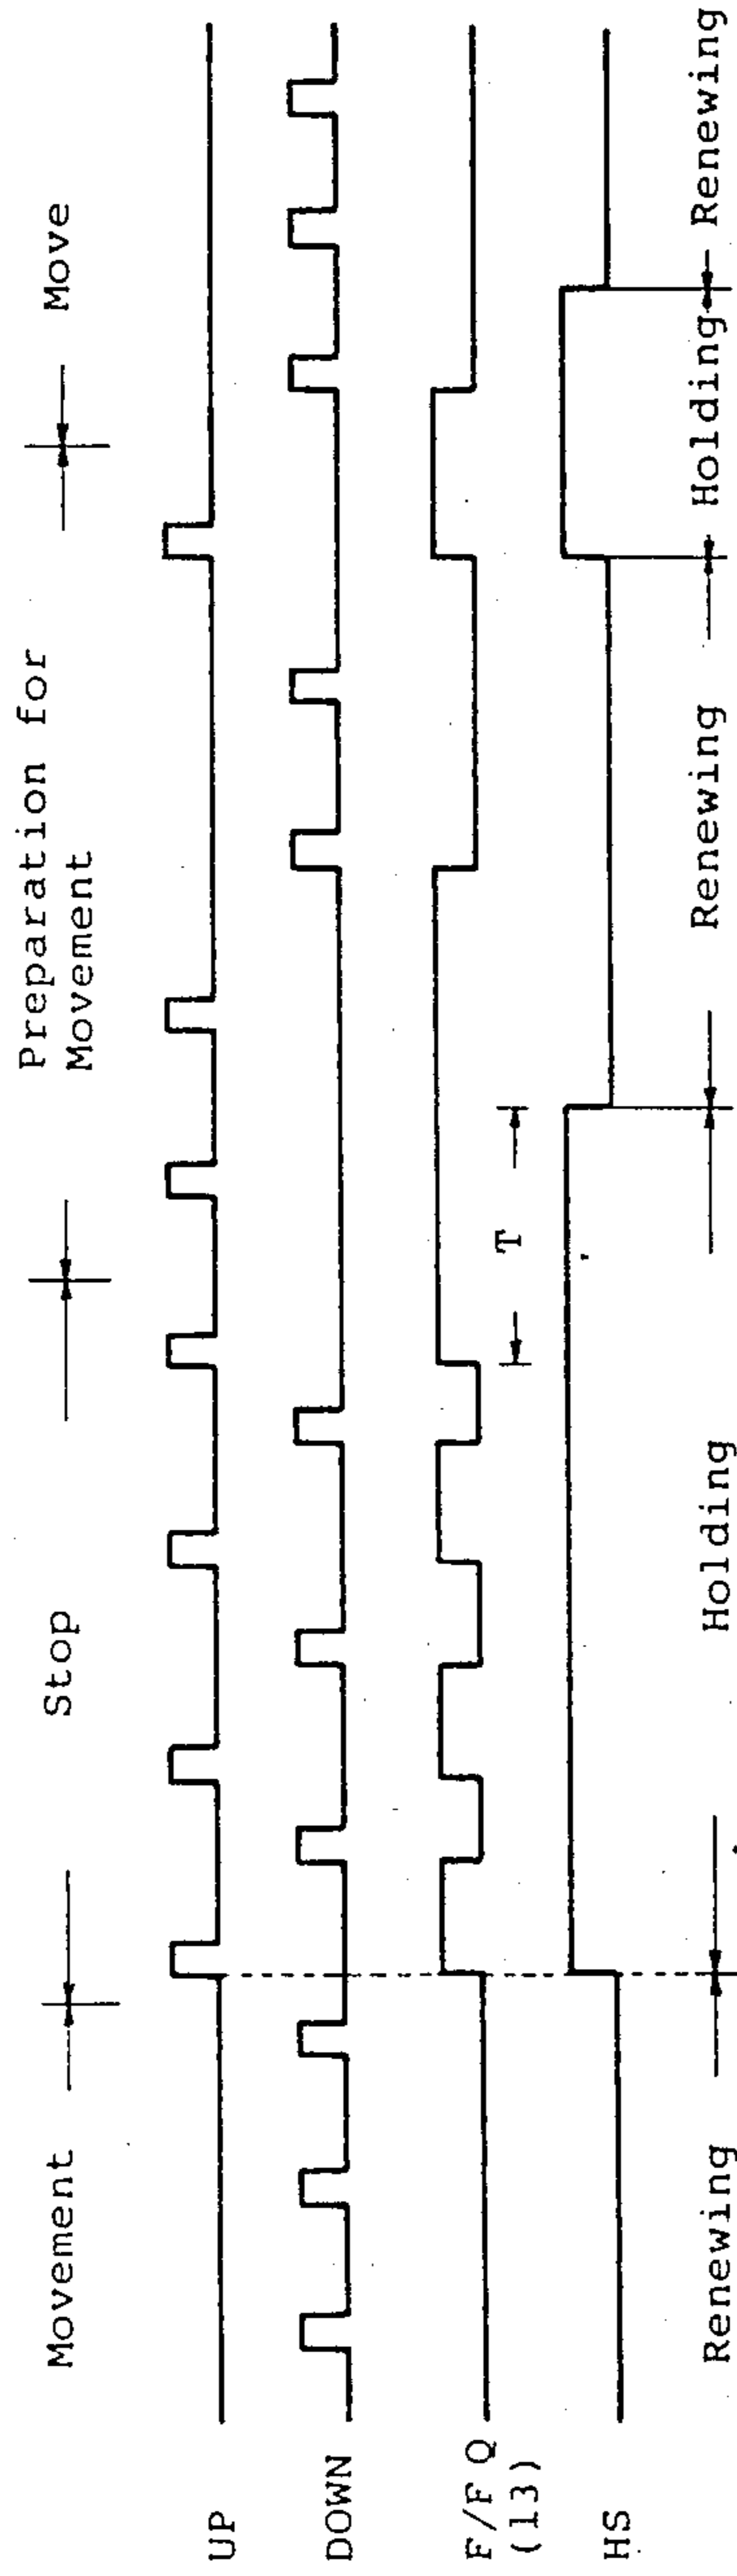 Movement
Stop
Preparation for
Movement
Move
UP
DOWN
F/F Q
(13)
T
HS
Renewing
Holding
Renewing
Holding
Renewing